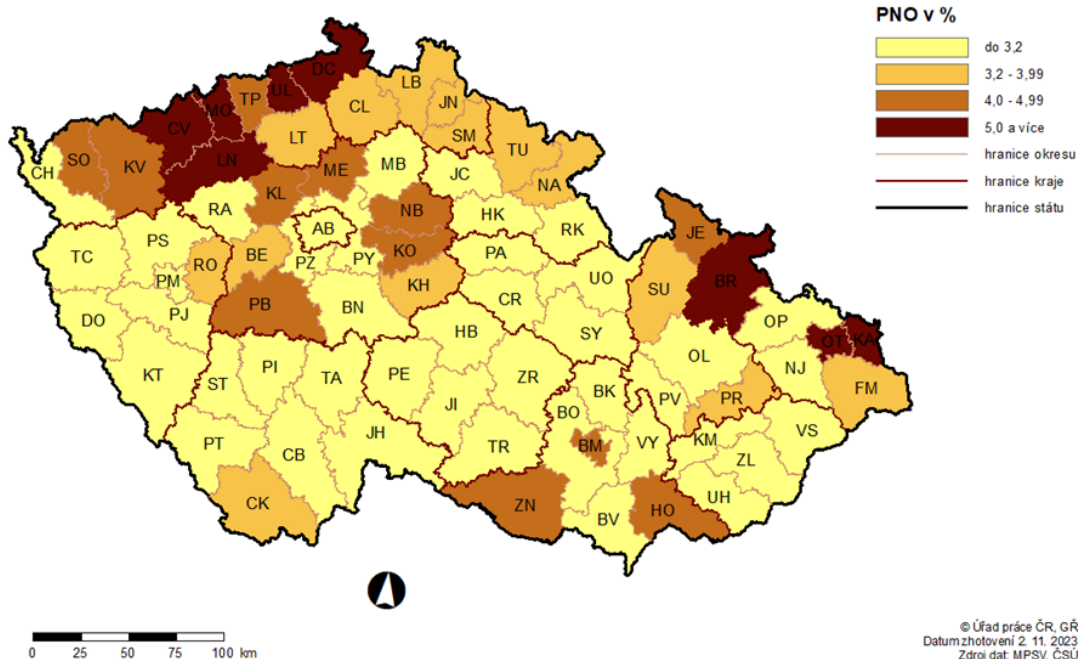 PNO v %
do 3,2
3,2 - 3,99
4,0 - 4,99
5,0 a více
hranice okresu
hranice kraje
hranice státu
DC
LB
UL
TP
MO
CL
JN
CV
LT
SM
TU
SO
KV
LN
ME
MB
JC
NA
CH
KL
RA
NB
HK
AB
RK
JE
PS
BE
KO
PA
TC
RO
PZ
PY
UO
PM
KH
SU
BR
PB
BN
CR
DO
PJ
OP
HB
SY
OT
KA
KT
OL
ST
PI
TA
PE
ZR
NJ
FM
BK
PV
PR
JI
BO
PT
JH
VS
CB
TR
BM
VY
KM
ZL
CK
ZN
UH
BV
HO
0
25
50
75
100
km
© Úřad práce ČR, GŘ
Datum zhotovení 2. 11. 2023
Zdroj dat: MPSV, ČSÚ